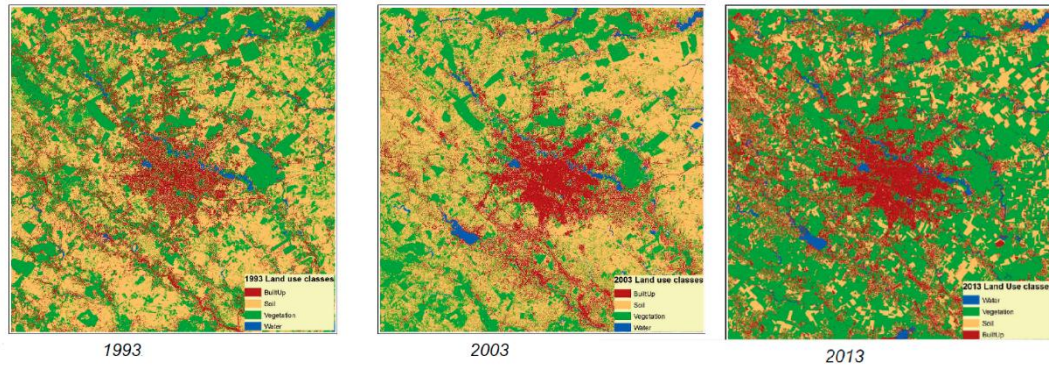 1993 Land use classes
BuiltUp
Soil
Vegetation
Water
1993
2003 Land use classes
BuiltUp
Soil
Vegetation
Water
2003
2013 Land Use classes
Water
Vegetation
Soil
BuiltUp
2013